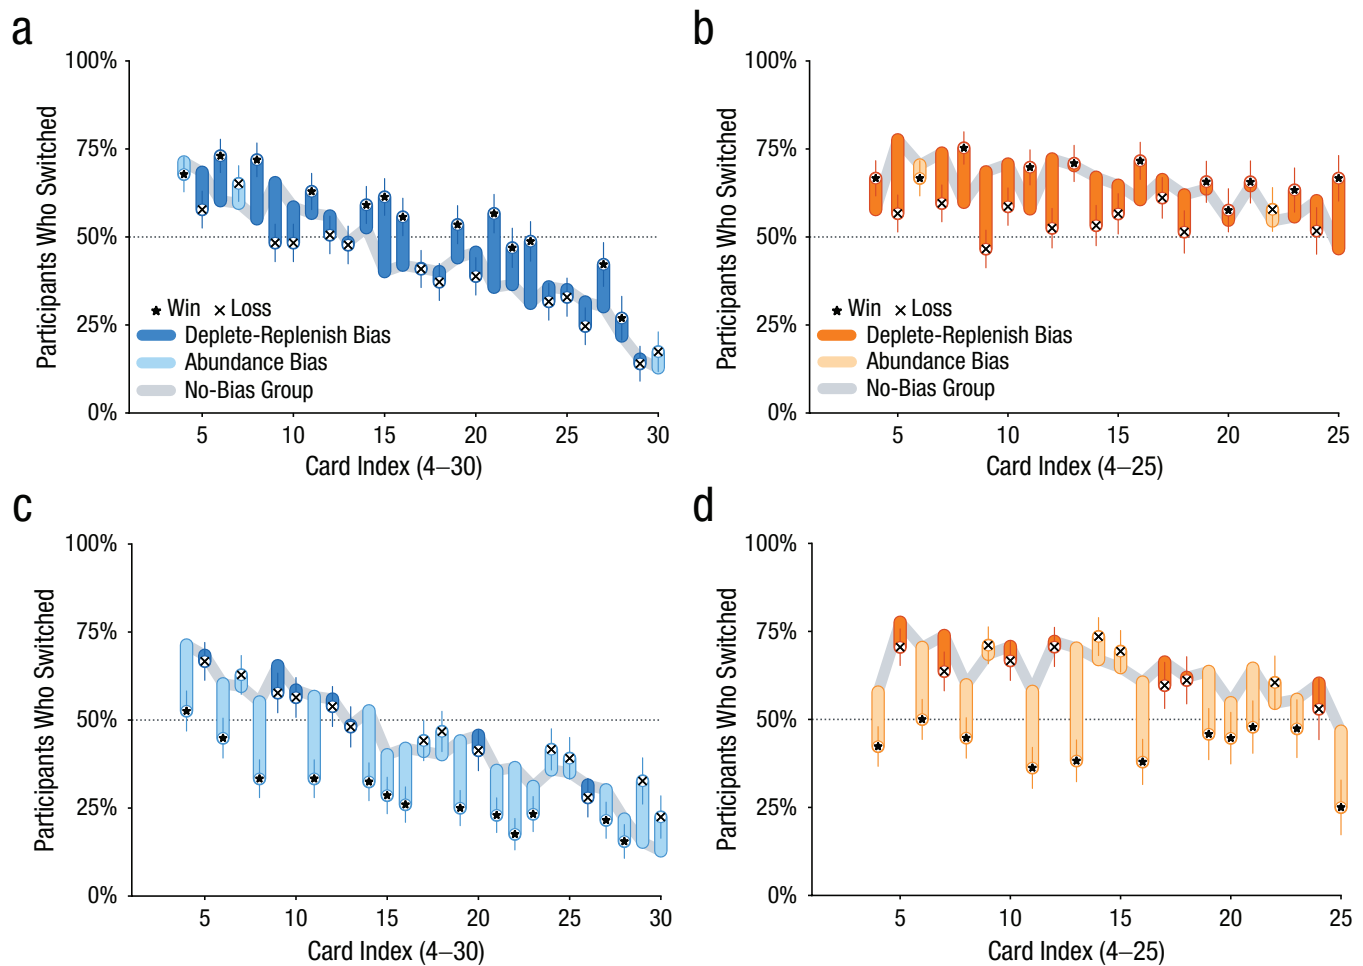 a
100%
75%
50%
25%
0%
Participants Who Switched
Win Loss
Deplete-Replenish Bias
Abundance Bias
No-Bias Group
5 10 15 20 25 30
Card Index (4–30)
b
100%
75%
50%
25%
0%
Participants Who Switched
Win Loss
Deplete-Replenish Bias
Abundance Bias
No-Bias Group
5 10 15 20 25
Card Index (4–25)
c
100%
75%
50%
25%
0%
Participants Who Switched
5 10 15 20 25 30
Card Index (4–30)
d
100%
75%
50%
25%
0%
Participants Who Switched
5 10 15 20 25
Card Index (4–25)